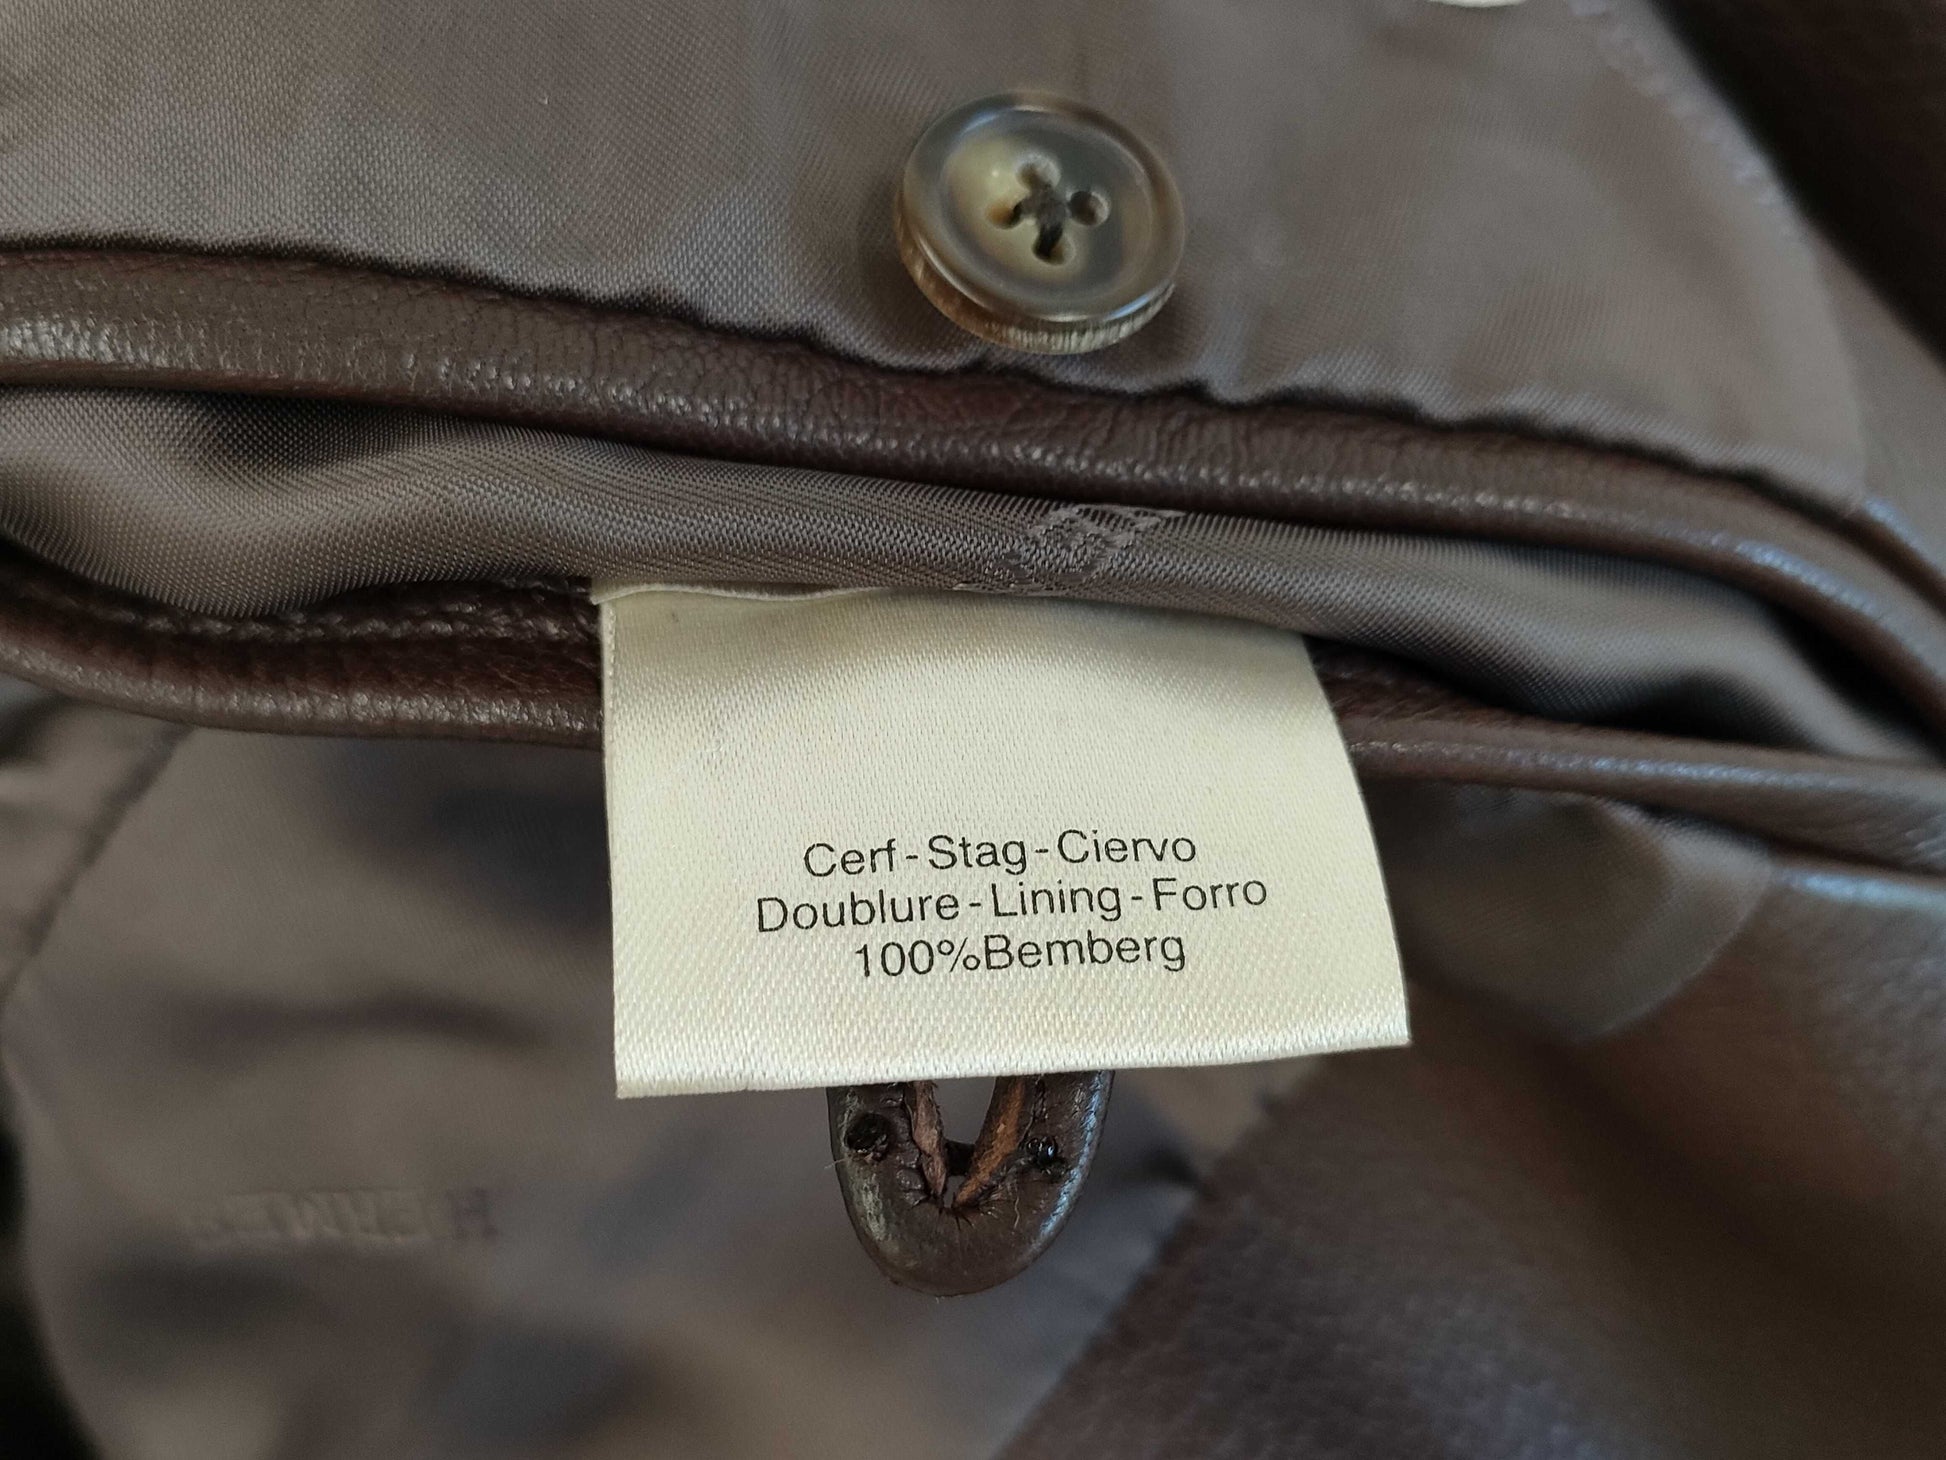 Cerf-Stag-Ciervo
Doublure-Lining-Forro
100%Bemberg